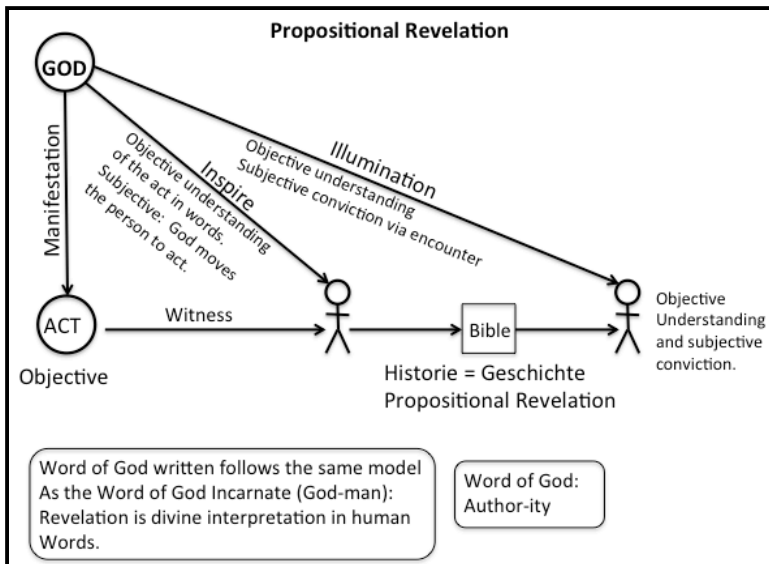 Propositional Revelation
GOD
Manifestation
Inspire
Objective understanding
of the act in words.
Subjective: God moves
the person to act.
Illumination
Objective understanding
Subjective conviction via encounter
ACT
Objective
Witness
Bible
Historie = Geschichte
Propositional Revelation
Objective
Understanding
and subjective
conviction.
Word of God written follows the same model
As the Word of God Incarnate (God-man):
Revelation is divine interpretation in human
Words.
Word of God:
Author-ity